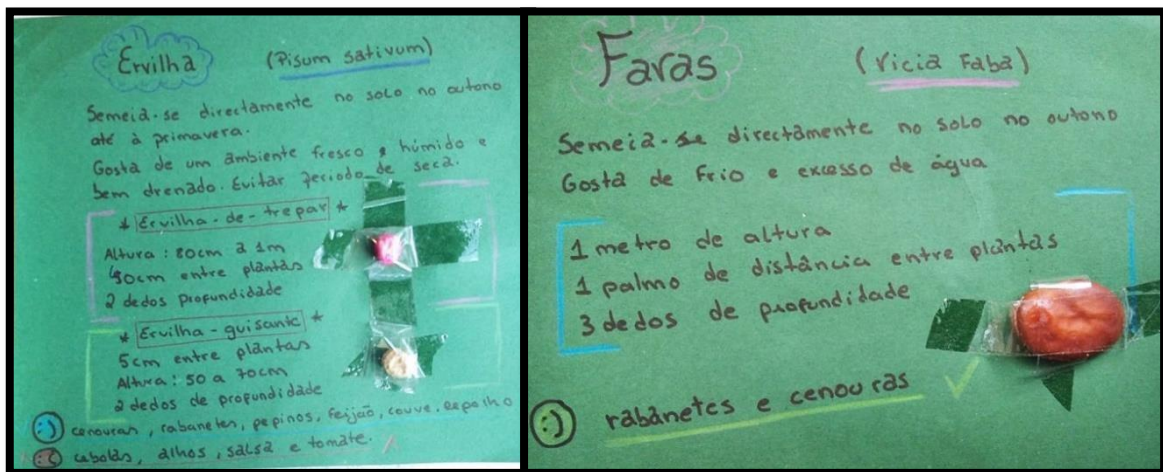 Ervilha (Pisum sativum)
Semeia-se directamente no solo no outono
até à primavera.
Gosta de um ambiente fresco, húmido e
bem drenado. Evitar periodo de seca.
* Ervilha-de-trepar *
Altura: 80cm a 1m
cm entre plantas
2 dedos profundidade
* Ervilha-guisante *
5cm entre plantas
Altura: 50 a 70cm
2 dedos de profundidade
:) cenouras, rabanetes, pepinos, feijão, couve, repolho
:( cebolas, alhos, salsa e tomate.
Favas (Vicia Faba)
Semeia-se directamente no solo no outono
Gosta de Frio e excesso de água
1 metro de altura
1 palmo de distância entre plantas
3 dedos de profundidade
:) rabanetes e cenouras